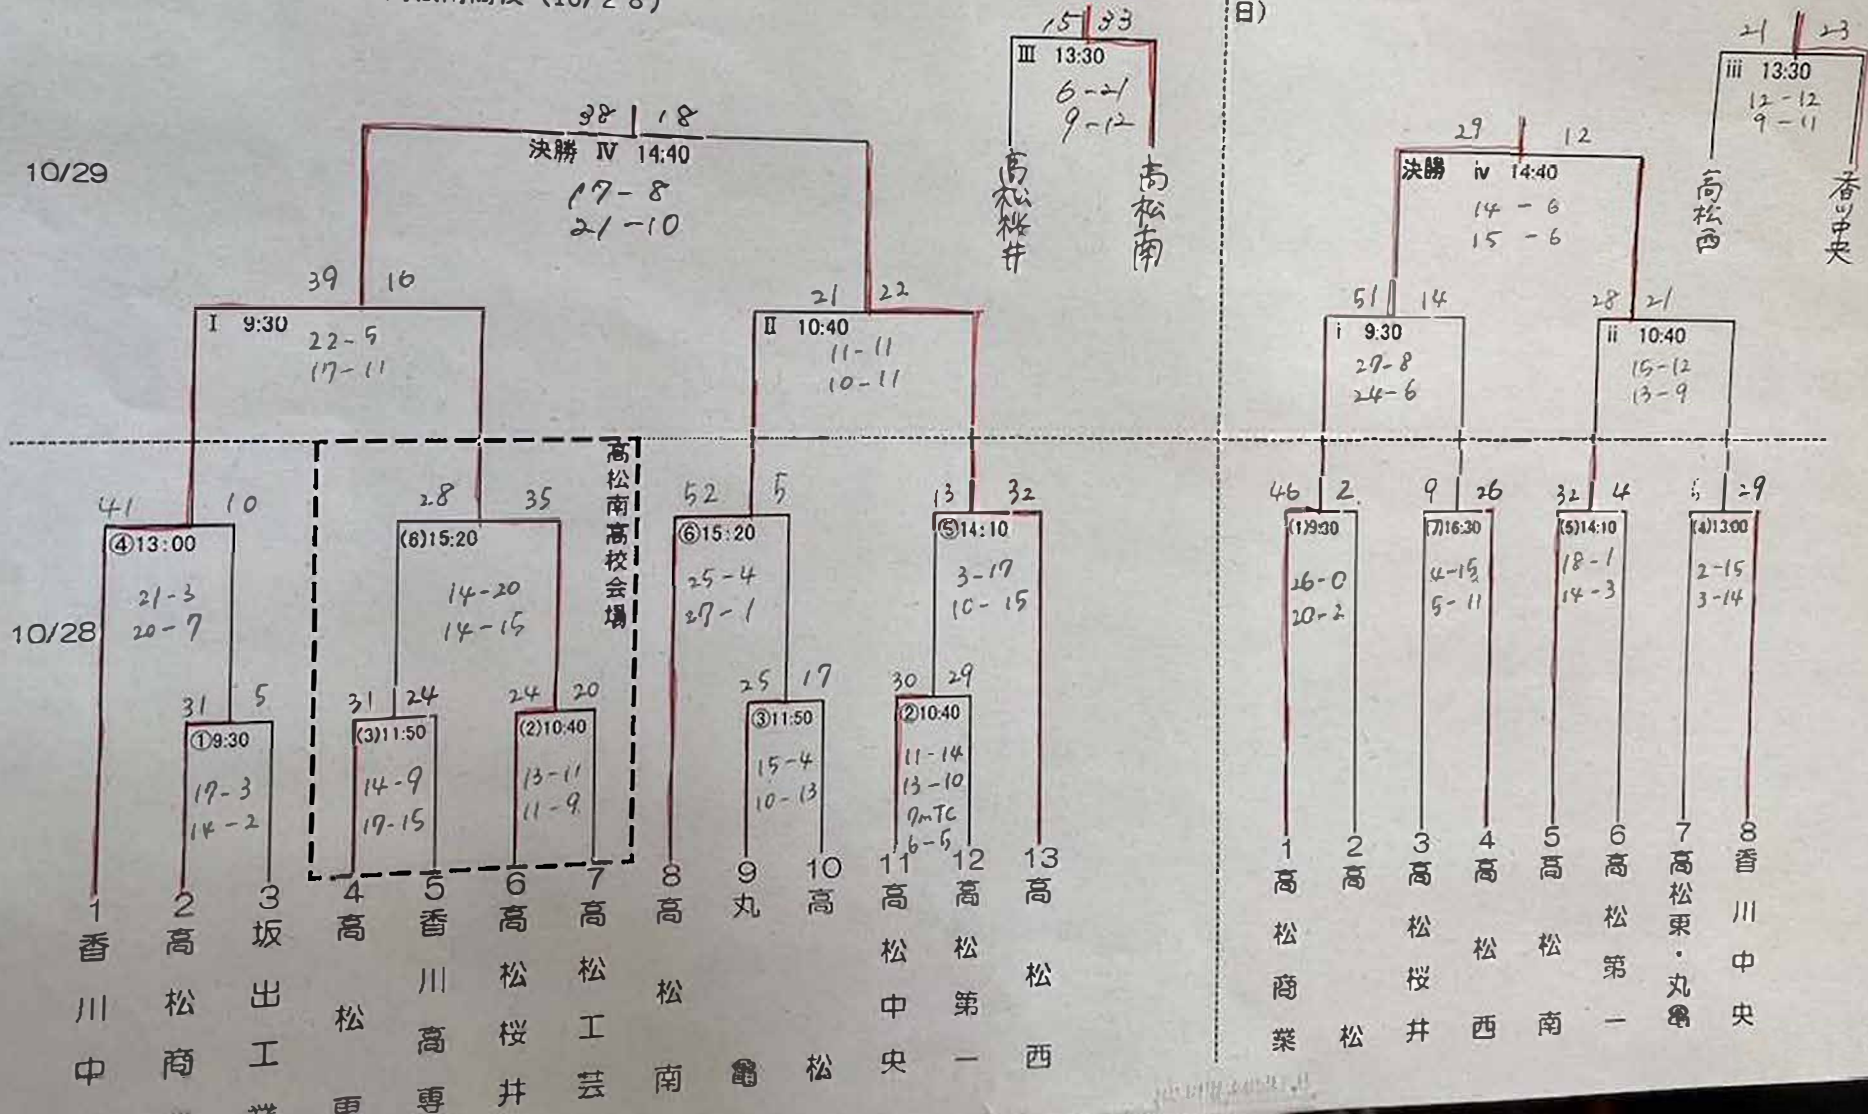 (10/28)
日)
15 33
Ⅲ 13:30
6-21
9-12
高松桜井
高松南
21 23
iii 13:30
12-12
9-11
高松西
香川中央
10/29
38 18
決勝 Ⅳ 14:40
17-8
21-10
29 12
決勝 iv 14:40
14-6
15-6
39 16
Ⅰ 9:30
22-5
17-11
21 22
Ⅱ 10:40
11-11
10-11
51 14
i 9:30
27-8
24-6
28 21
ii 10:40
15-12
13-9
高松南高校会場
10/28
41 10
④13:00
21-3
20-7
28 35
(6)15:20
14-20
14-15
52 5
⑥15:20
25-4
27-1
13 32
⑤14:10
3-17
10-15
46 2
(1)9:30
26-0
20-2
9 26
(7)16:30
4-15
5-11
32 4
(5)14:10
18-1
14-3
5 29
(4)13:00
2-15
3-14
31 5
①9:30
17-3
14-2
31 24
(3)11:50
14-9
17-15
24 20
(2)10:40
13-11
11-9
25 17
③11:50
15-4
10-13
30 29
②10:40
11-14
13-10
7mTC
6-5
1 香川中
2 高松商
3 坂出工
4 高松
5 香川高専
6 高松桜井
7 高松工芸
8 高松南
9 丸亀
10 高松
11 高松中央
12 高松第一
13 高松西
1 高松商業
2 高松
3 高松桜井
4 高松西
5 高松南
6 高松第一
7 高松東・丸亀
8 香川中央